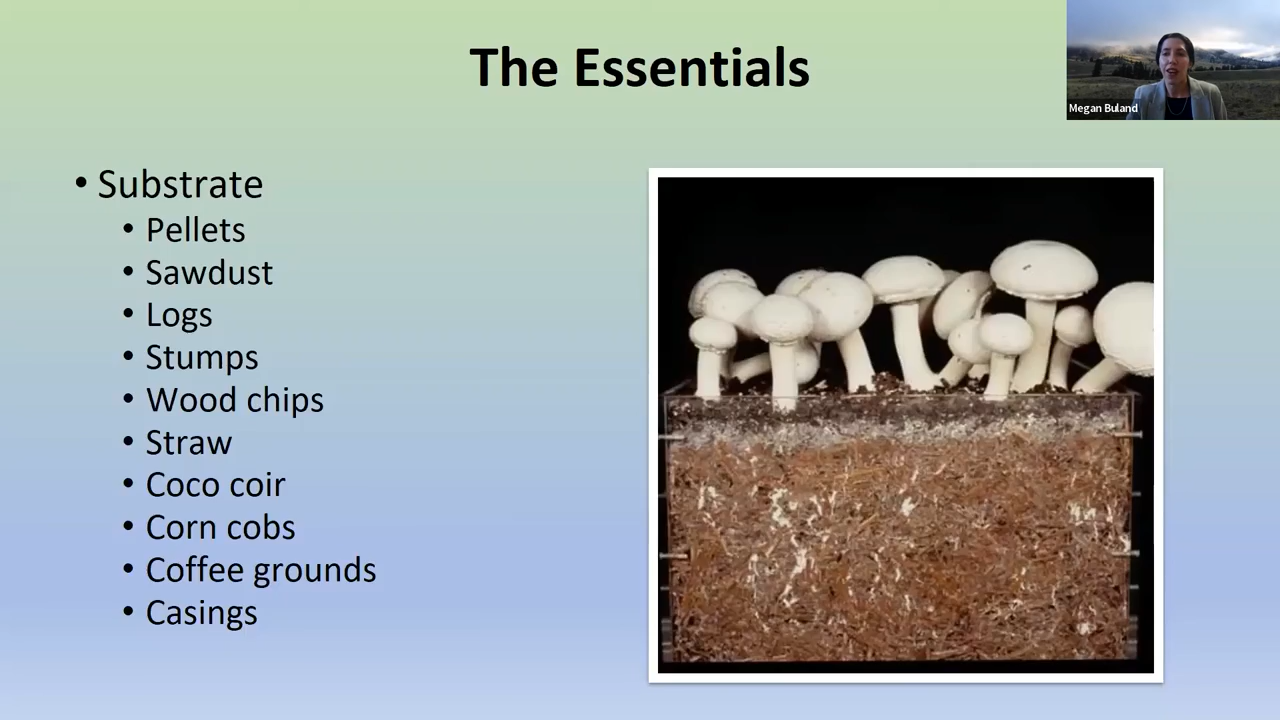 The Essentials
Megan Buland
• Substrate
• Pellets
• Sawdust
• Logs
• Stumps
• Wood chips
• Straw
• Coco coir
• Corn cobs
• Coffee grounds
• Casings